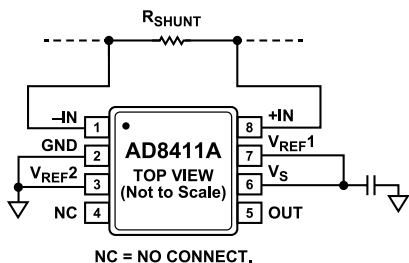 RSHUNT
–IN
1
8
+IN
GND
2
7
VREF1
VREF2
3
6
VS
NC
4
5
OUT
AD8411A
TOP VIEW
(Not to Scale)
NC = NO CONNECT.